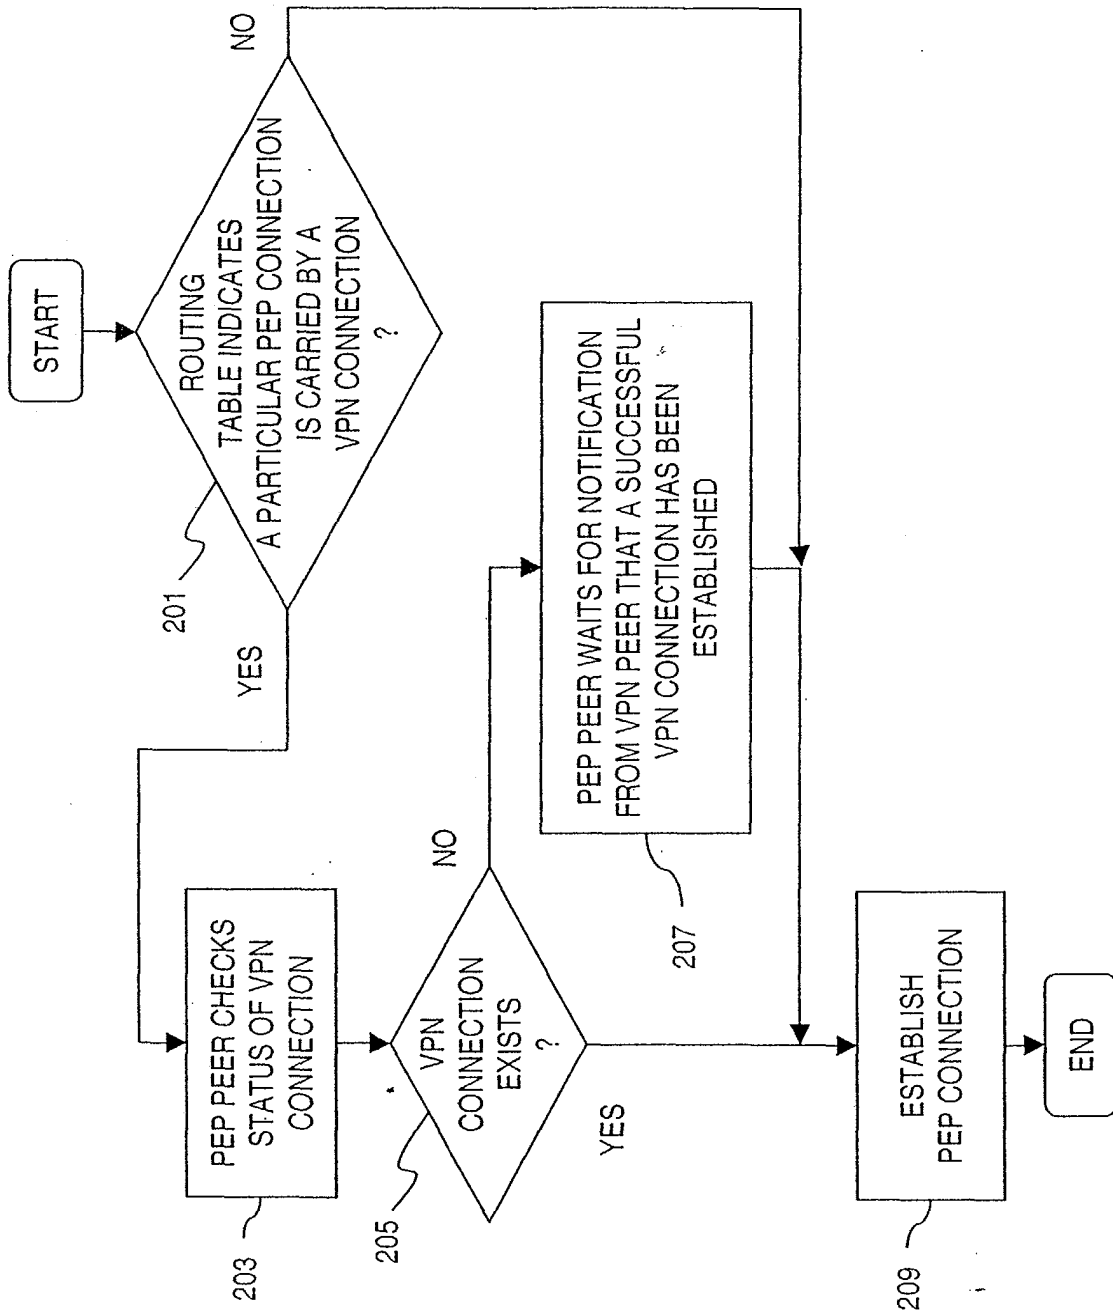 START
ROUTING
TABLE INDICATES
A PARTICULAR PEP CONNECTION
IS CARRIED BY A
VPN CONNECTION
?
201
YES
NO
PEP PEER CHECKS
STATUS OF VPN
CONNECTION
203
VPN
CONNECTION
EXISTS
?
205
NO
YES
PEP PEER WAITS FOR NOTIFICATION
FROM VPN PEER THAT A SUCCESSFUL
VPN CONNECTION HAS BEEN
ESTABLISHED
207
ESTABLISH
PEP CONNECTION
209
END